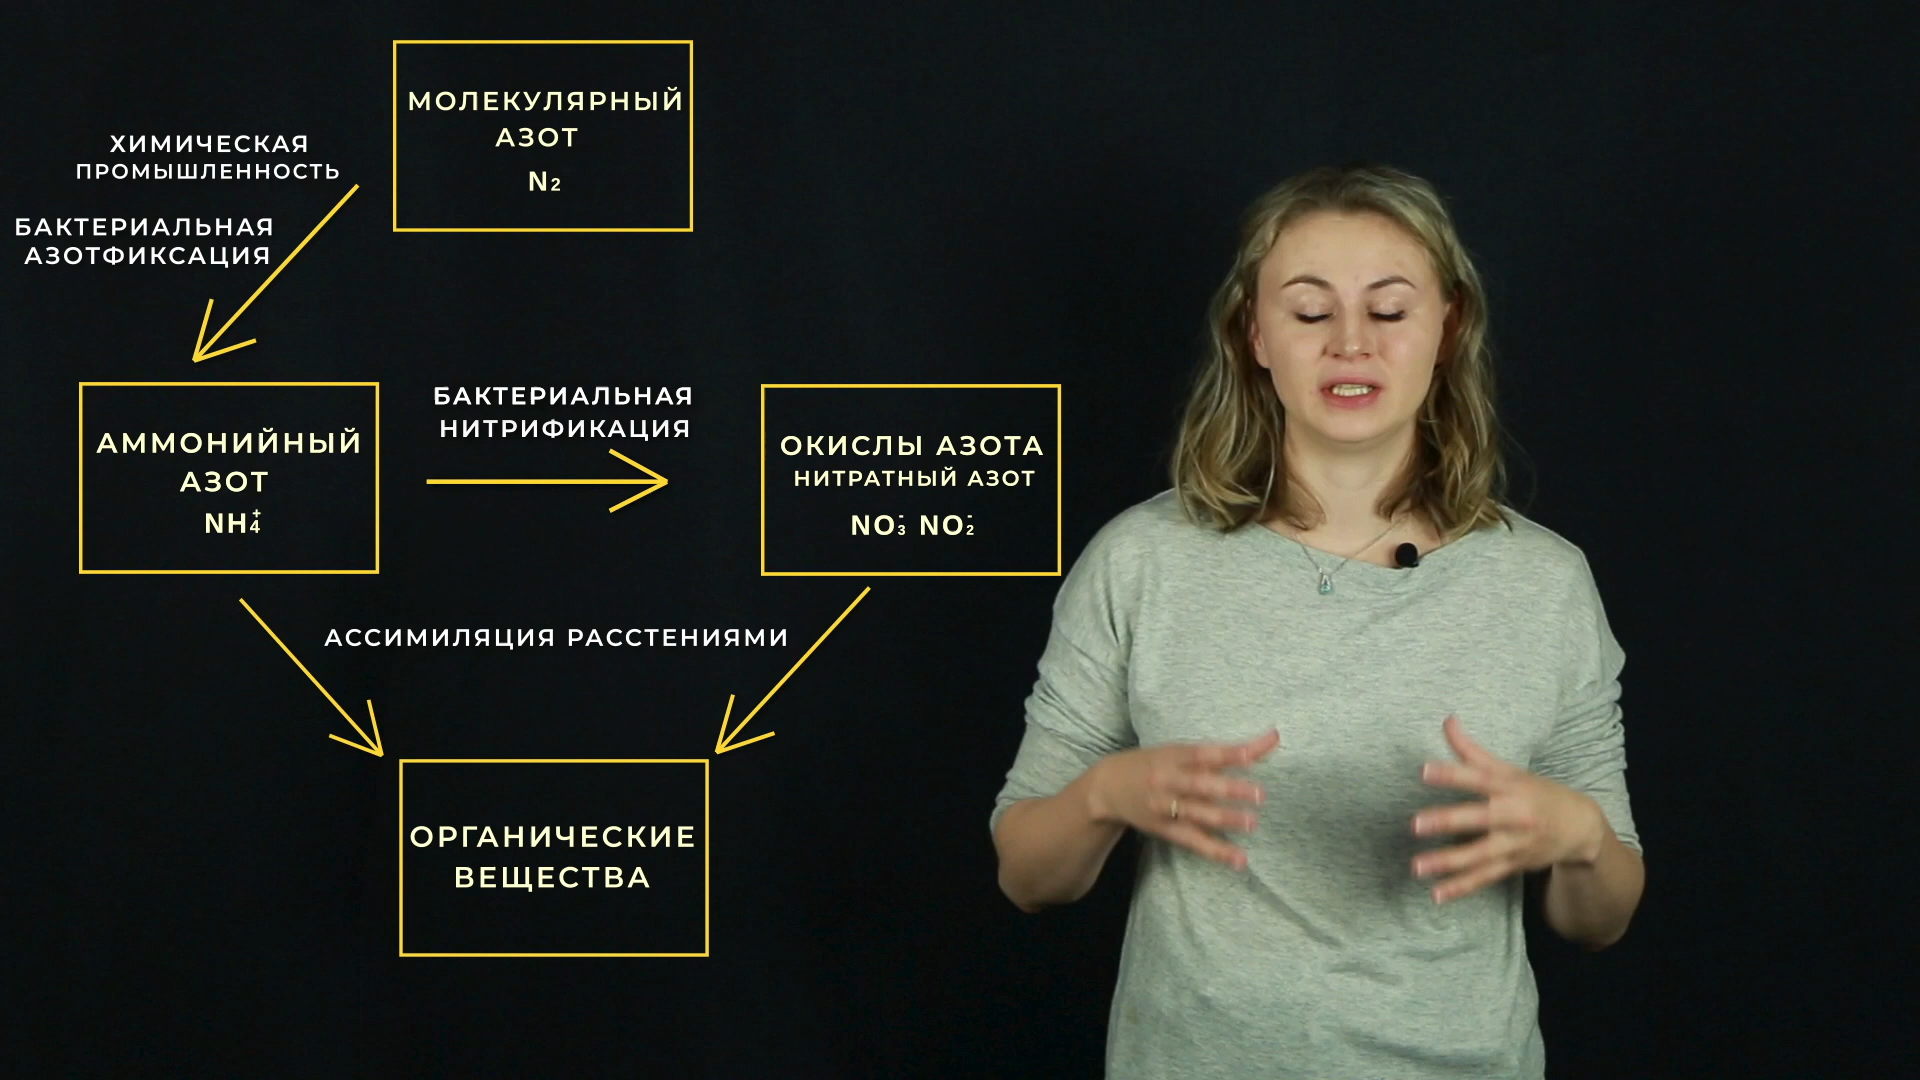 МОЛЕКУЛЯРНЫЙ
АЗОТ
N₂
ХИМИЧЕСКАЯ
ПРОМЫШЛЕННОСТЬ
БАКТЕРИАЛЬНАЯ
АЗОТФИКСАЦИЯ
АММОНИЙНЫЙ
АЗОТ
NH₄⁺
БАКТЕРИАЛЬНАЯ
НИТРИФИКАЦИЯ
ОКИСЛЫ АЗОТА
НИТРАТНЫЙ АЗОТ
NO₃⁻ NO₂⁻
АССИМИЛЯЦИЯ РАССТЕНИЯМИ
ОРГАНИЧЕСКИЕ
ВЕЩЕСТВА